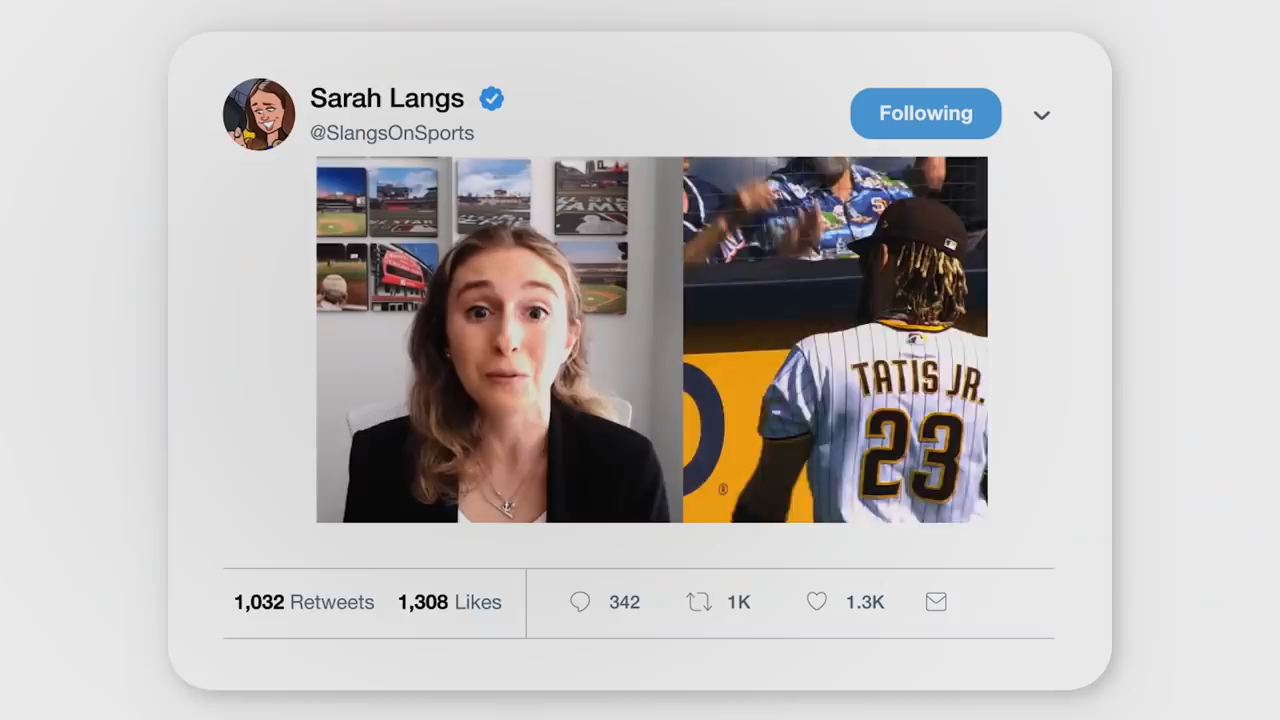 Sarah Langs
@SlangsOnSports
Following
TATIS JR.
23
1,032 Retweets 1,308 Likes 342 1K 1.3K